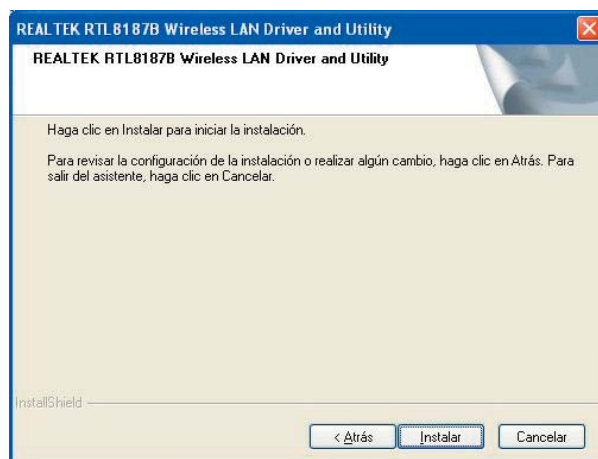 REALTEK RTL8187B Wireless LAN Driver and Utility
REALTEK RTL8187B Wireless LAN Driver and Utility
Haga clic en Instalar para iniciar la instalación.
Para revisar la configuración de la instalación o realizar algún cambio, haga clic en Atrás. Para
salir del asistente, haga clic en Cancelar.
InstallShield
< Atrás
Instalar
Cancelar